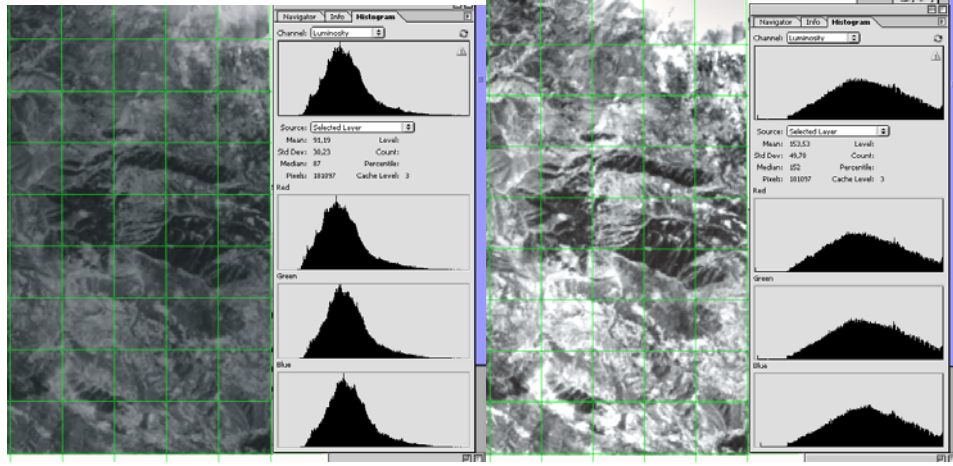 Navigator Info Histogram
Channel: Luminosity
Source: Selected Layer
Mean: 91,19 Level:
Std Dev: 30,23 Count:
Median: 87 Percentile:
Pixels: 101097 Cache Level: 3
Red
Green
Blue
Navigator Info Histogram
Channel: Luminosity
Source: Selected Layer
Mean: 153,53 Level:
Std Dev: 49,78 Count:
Median: 152 Percentile:
Pixels: 101097 Cache Level: 3
Red
Green
Blue